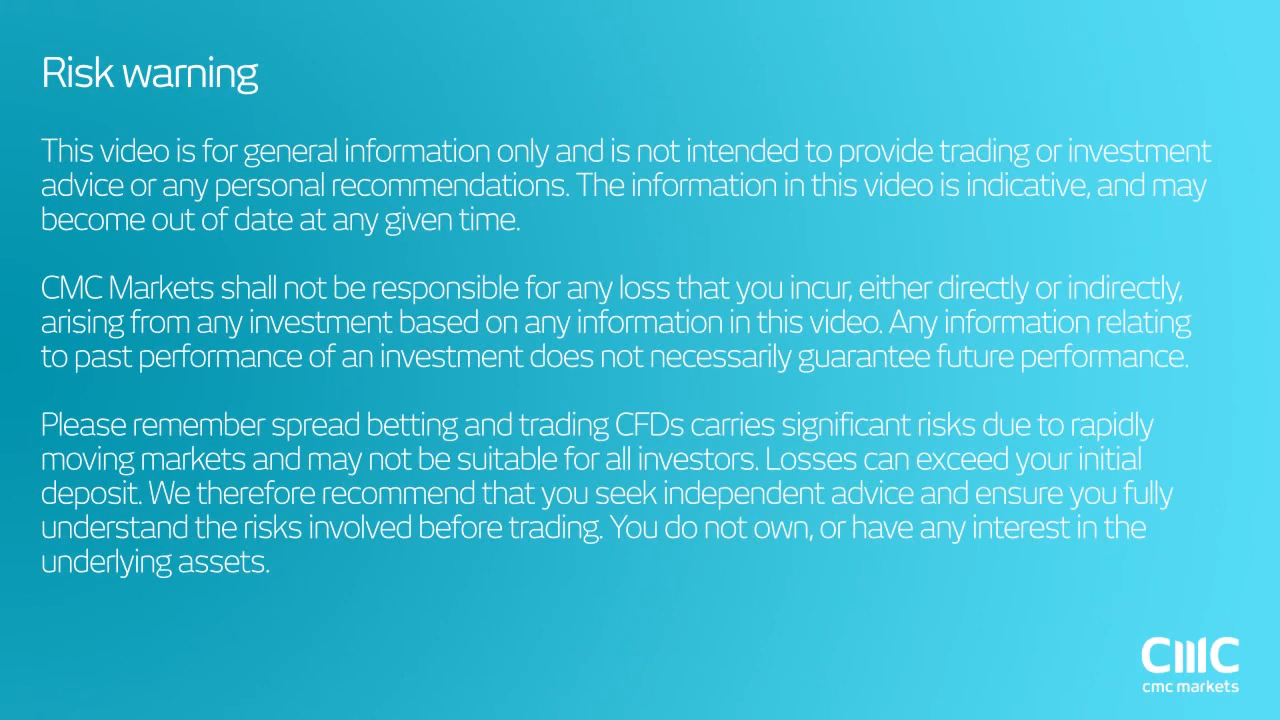 Risk warning
This video is for general information only and is not intended to provide trading or investment
advice or any personal recommendations. The information in this video is indicative, and may
become out of date at any given time.
CMC Markets shall not be responsible for any loss that you incur, either directly or indirectly,
arising from any investment based on any information in this video. Any information relating
to past performance of an investment does not necessarily guarantee future performance.
Please remember spread betting and trading CFDs carries significant risks due to rapidly
moving markets and may not be suitable for all investors. Losses can exceed your initial
deposit. We therefore recommend that you seek independent advice and ensure you fully
understand the risks involved before trading. You do not own, or have any interest in the
underlying assets.
CMC
cmc markets